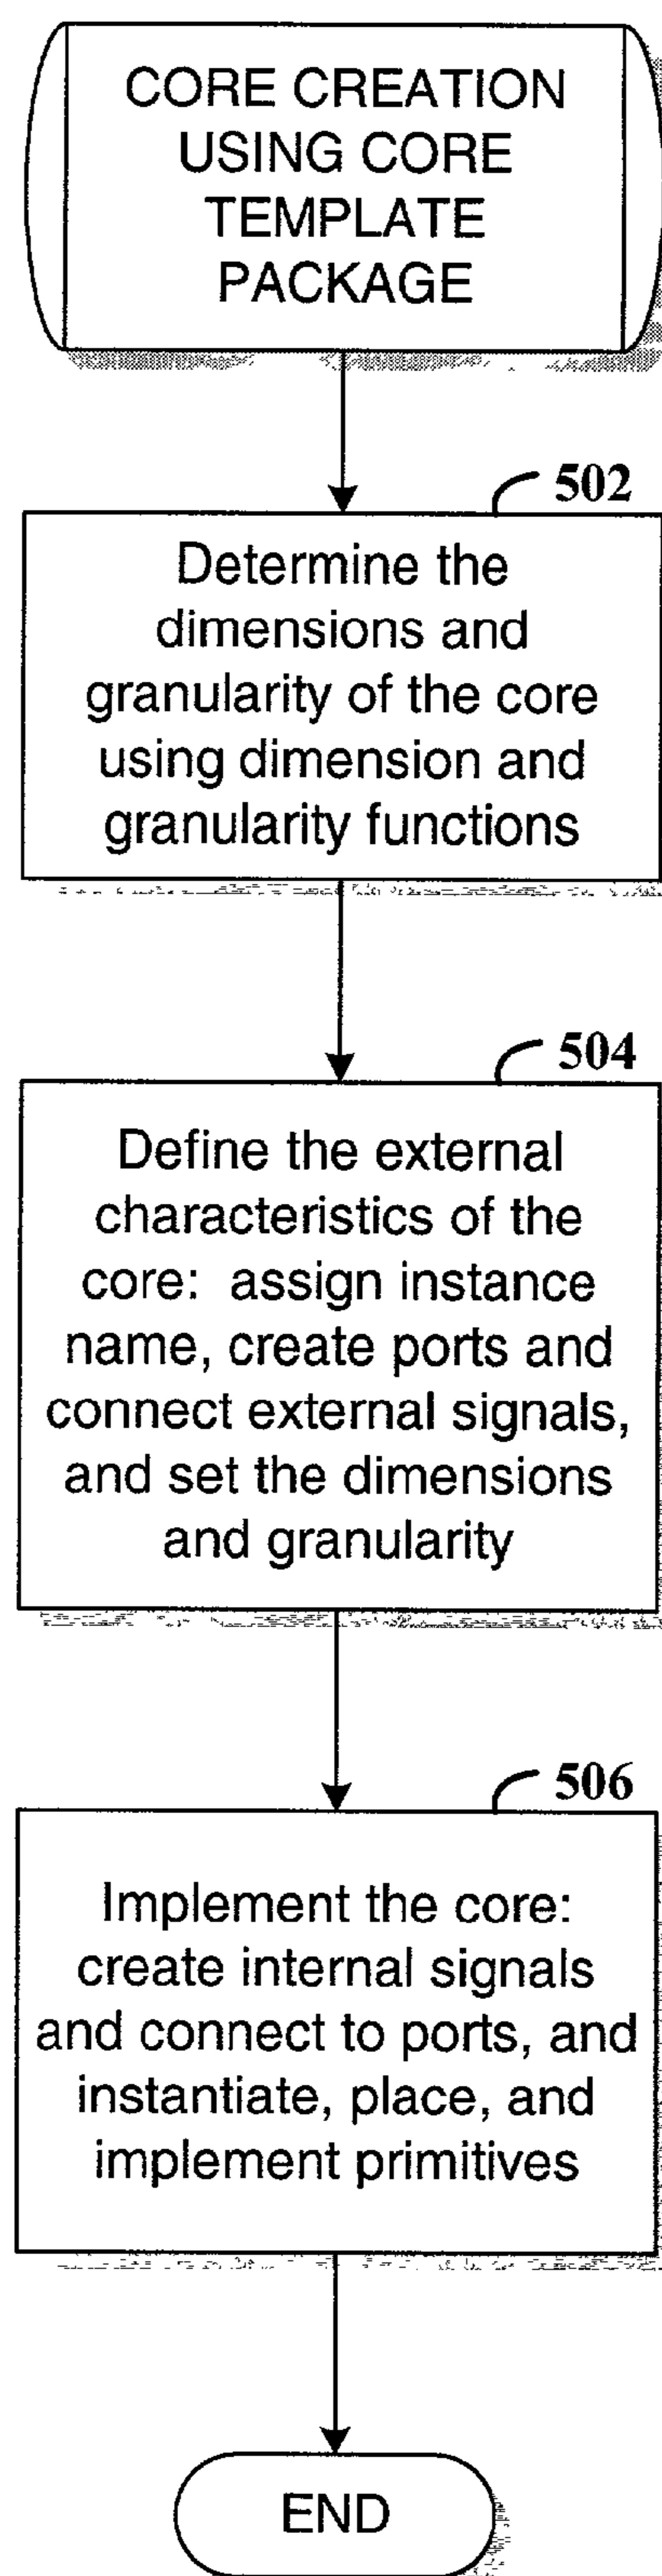 CORE CREATION
USING CORE
TEMPLATE
PACKAGE
502
Determine the
dimensions and
granularity of the core
using dimension and
granularity functions
504
Define the external
characteristics of the
core: assign instance
name, create ports and
connect external signals,
and set the dimensions
and granularity
506
Implement the core:
create internal signals
and connect to ports, and
instantiate, place, and
implement primitives
END